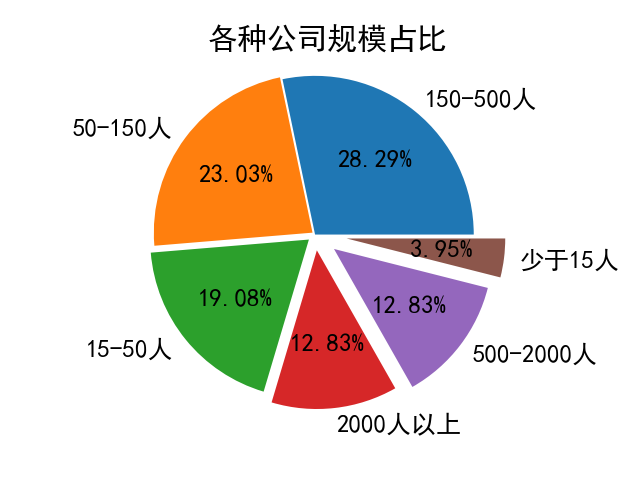 各种公司规模占比
150-500人
28.29%
50-150人
23.03%
15-50人
19.08%
2000人以上
12.83%
500-2000人
12.83%
少于15人
3.95%